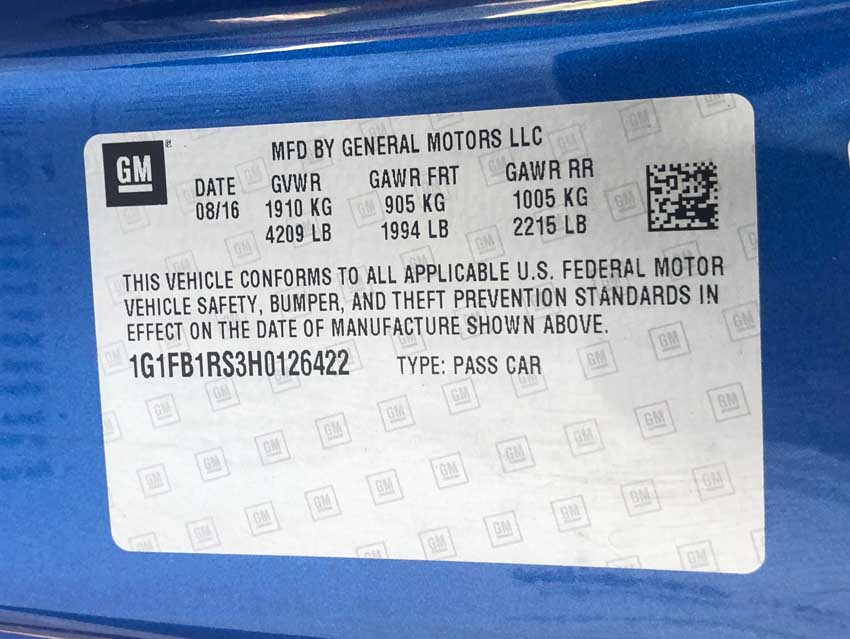 GM
MFD BY GENERAL MOTORS LLC
DATE GVWR GAWR FRT GAWR RR
08/16 1910 KG 905 KG 1005 KG
4209 LB 1994 LB 2215 LB
THIS VEHICLE CONFORMS TO ALL APPLICABLE U.S. FEDERAL MOTOR
VEHICLE SAFETY, BUMPER, AND THEFT PREVENTION STANDARDS IN
EFFECT ON THE DATE OF MANUFACTURE SHOWN ABOVE.
1G1FB1RS3H0126422 TYPE: PASS CAR